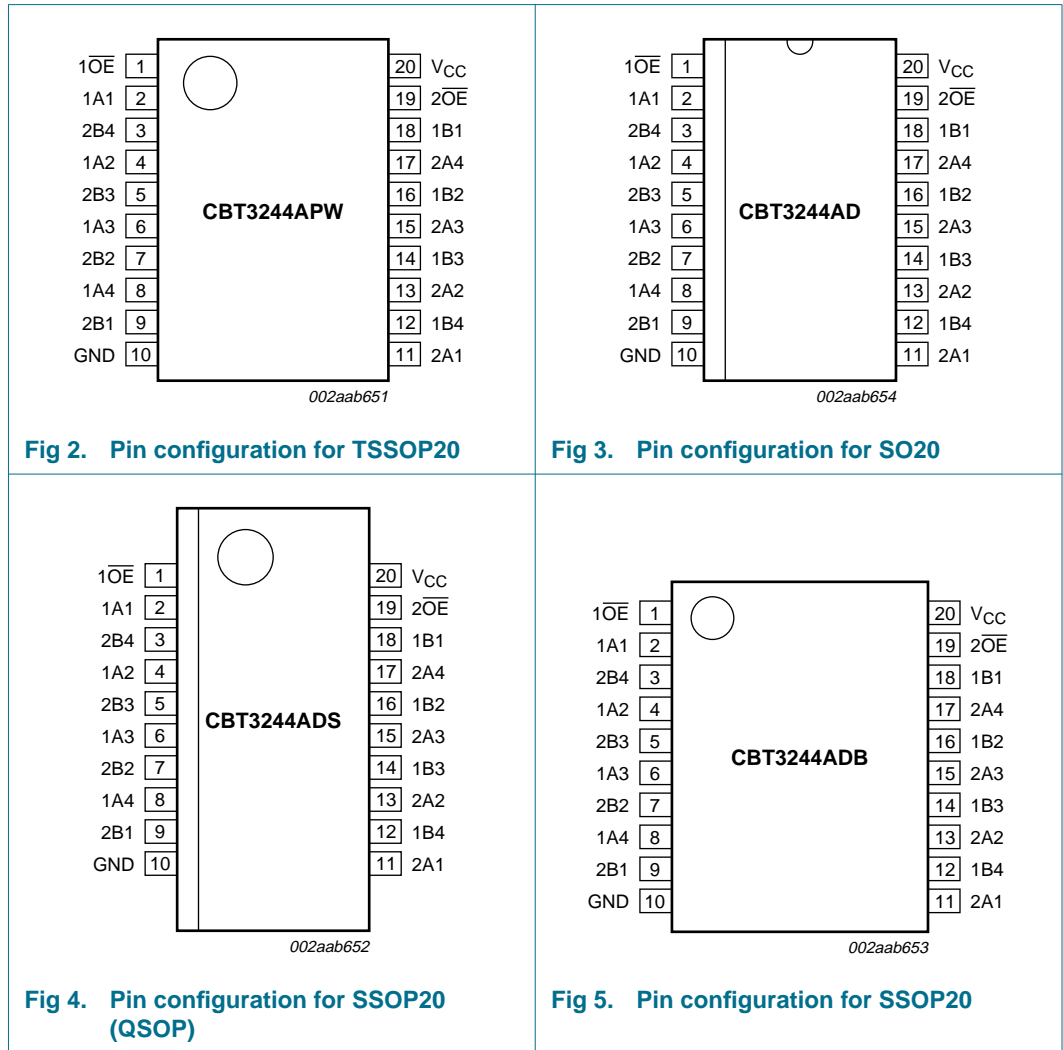 1OE 1 20 VCC
1A1 2 19 2OE
2B4 3 18 1B1
1A2 4 17 2A4
2B3 5 16 1B2
CBT3244APW
1A3 6 15 2A3
2B2 7 14 1B3
1A4 8 13 2A2
2B1 9 12 1B4
GND 10 11 2A1
002aab651
Fig 2. Pin configuration for TSSOP20
1OE 1 20 VCC
1A1 2 19 2OE
2B4 3 18 1B1
1A2 4 17 2A4
2B3 5 16 1B2
CBT3244AD
1A3 6 15 2A3
2B2 7 14 1B3
1A4 8 13 2A2
2B1 9 12 1B4
GND 10 11 2A1
002aab654
Fig 3. Pin configuration for SO20
1OE 1 20 VCC
1A1 2 19 2OE
2B4 3 18 1B1
1A2 4 17 2A4
2B3 5 16 1B2
CBT3244ADS
1A3 6 15 2A3
2B2 7 14 1B3
1A4 8 13 2A2
2B1 9 12 1B4
GND 10 11 2A1
002aab652
Fig 4. Pin configuration for SSOP20
(QSOP)
1OE 1 20 VCC
1A1 2 19 2OE
2B4 3 18 1B1
1A2 4 17 2A4
2B3 5 16 1B2
CBT3244ADB
1A3 6 15 2A3
2B2 7 14 1B3
1A4 8 13 2A2
2B1 9 12 1B4
GND 10 11 2A1
002aab653
Fig 5. Pin configuration for SSOP20